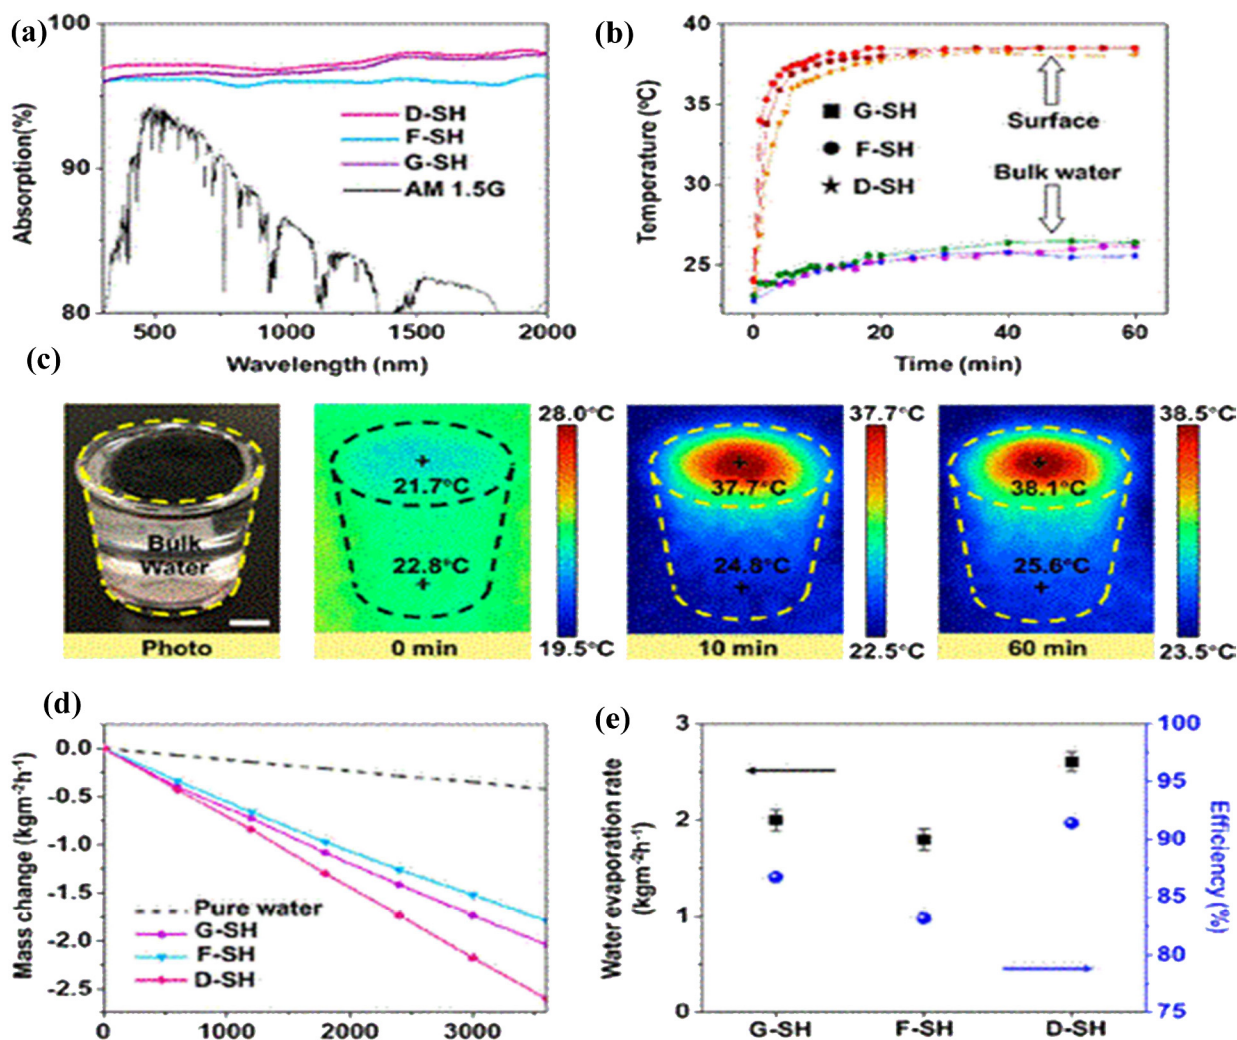 (a)
100
90
80
Absorption(%)
D-SH
F-SH
G-SH
AM 1.5G
500
1000
1500
2000
Wavelength (nm)
(b)
40
35
30
25
Temperature (°C)
G-SH
F-SH
D-SH
Surface
Bulk water
0
20
40
60
Time (min)
(c)
Bulk
Water
Photo
21.7°C
22.8°C
0 min
28.0°C
19.5°C
37.7°C
24.8°C
10 min
37.7°C
22.5°C
38.1°C
25.6°C
60 min
38.5°C
23.5°C
(d)
0.0
-0.5
-1.0
-1.5
-2.0
-2.5
Mass change (kgm⁻²h⁻¹)
Pure water
G-SH
F-SH
D-SH
0
1000
2000
3000
(e)
3
2
1
0
Water evaporation rate
(kgm⁻²h⁻¹)
100
95
90
85
80
75
Efficiency (%)
G-SH
F-SH
D-SH